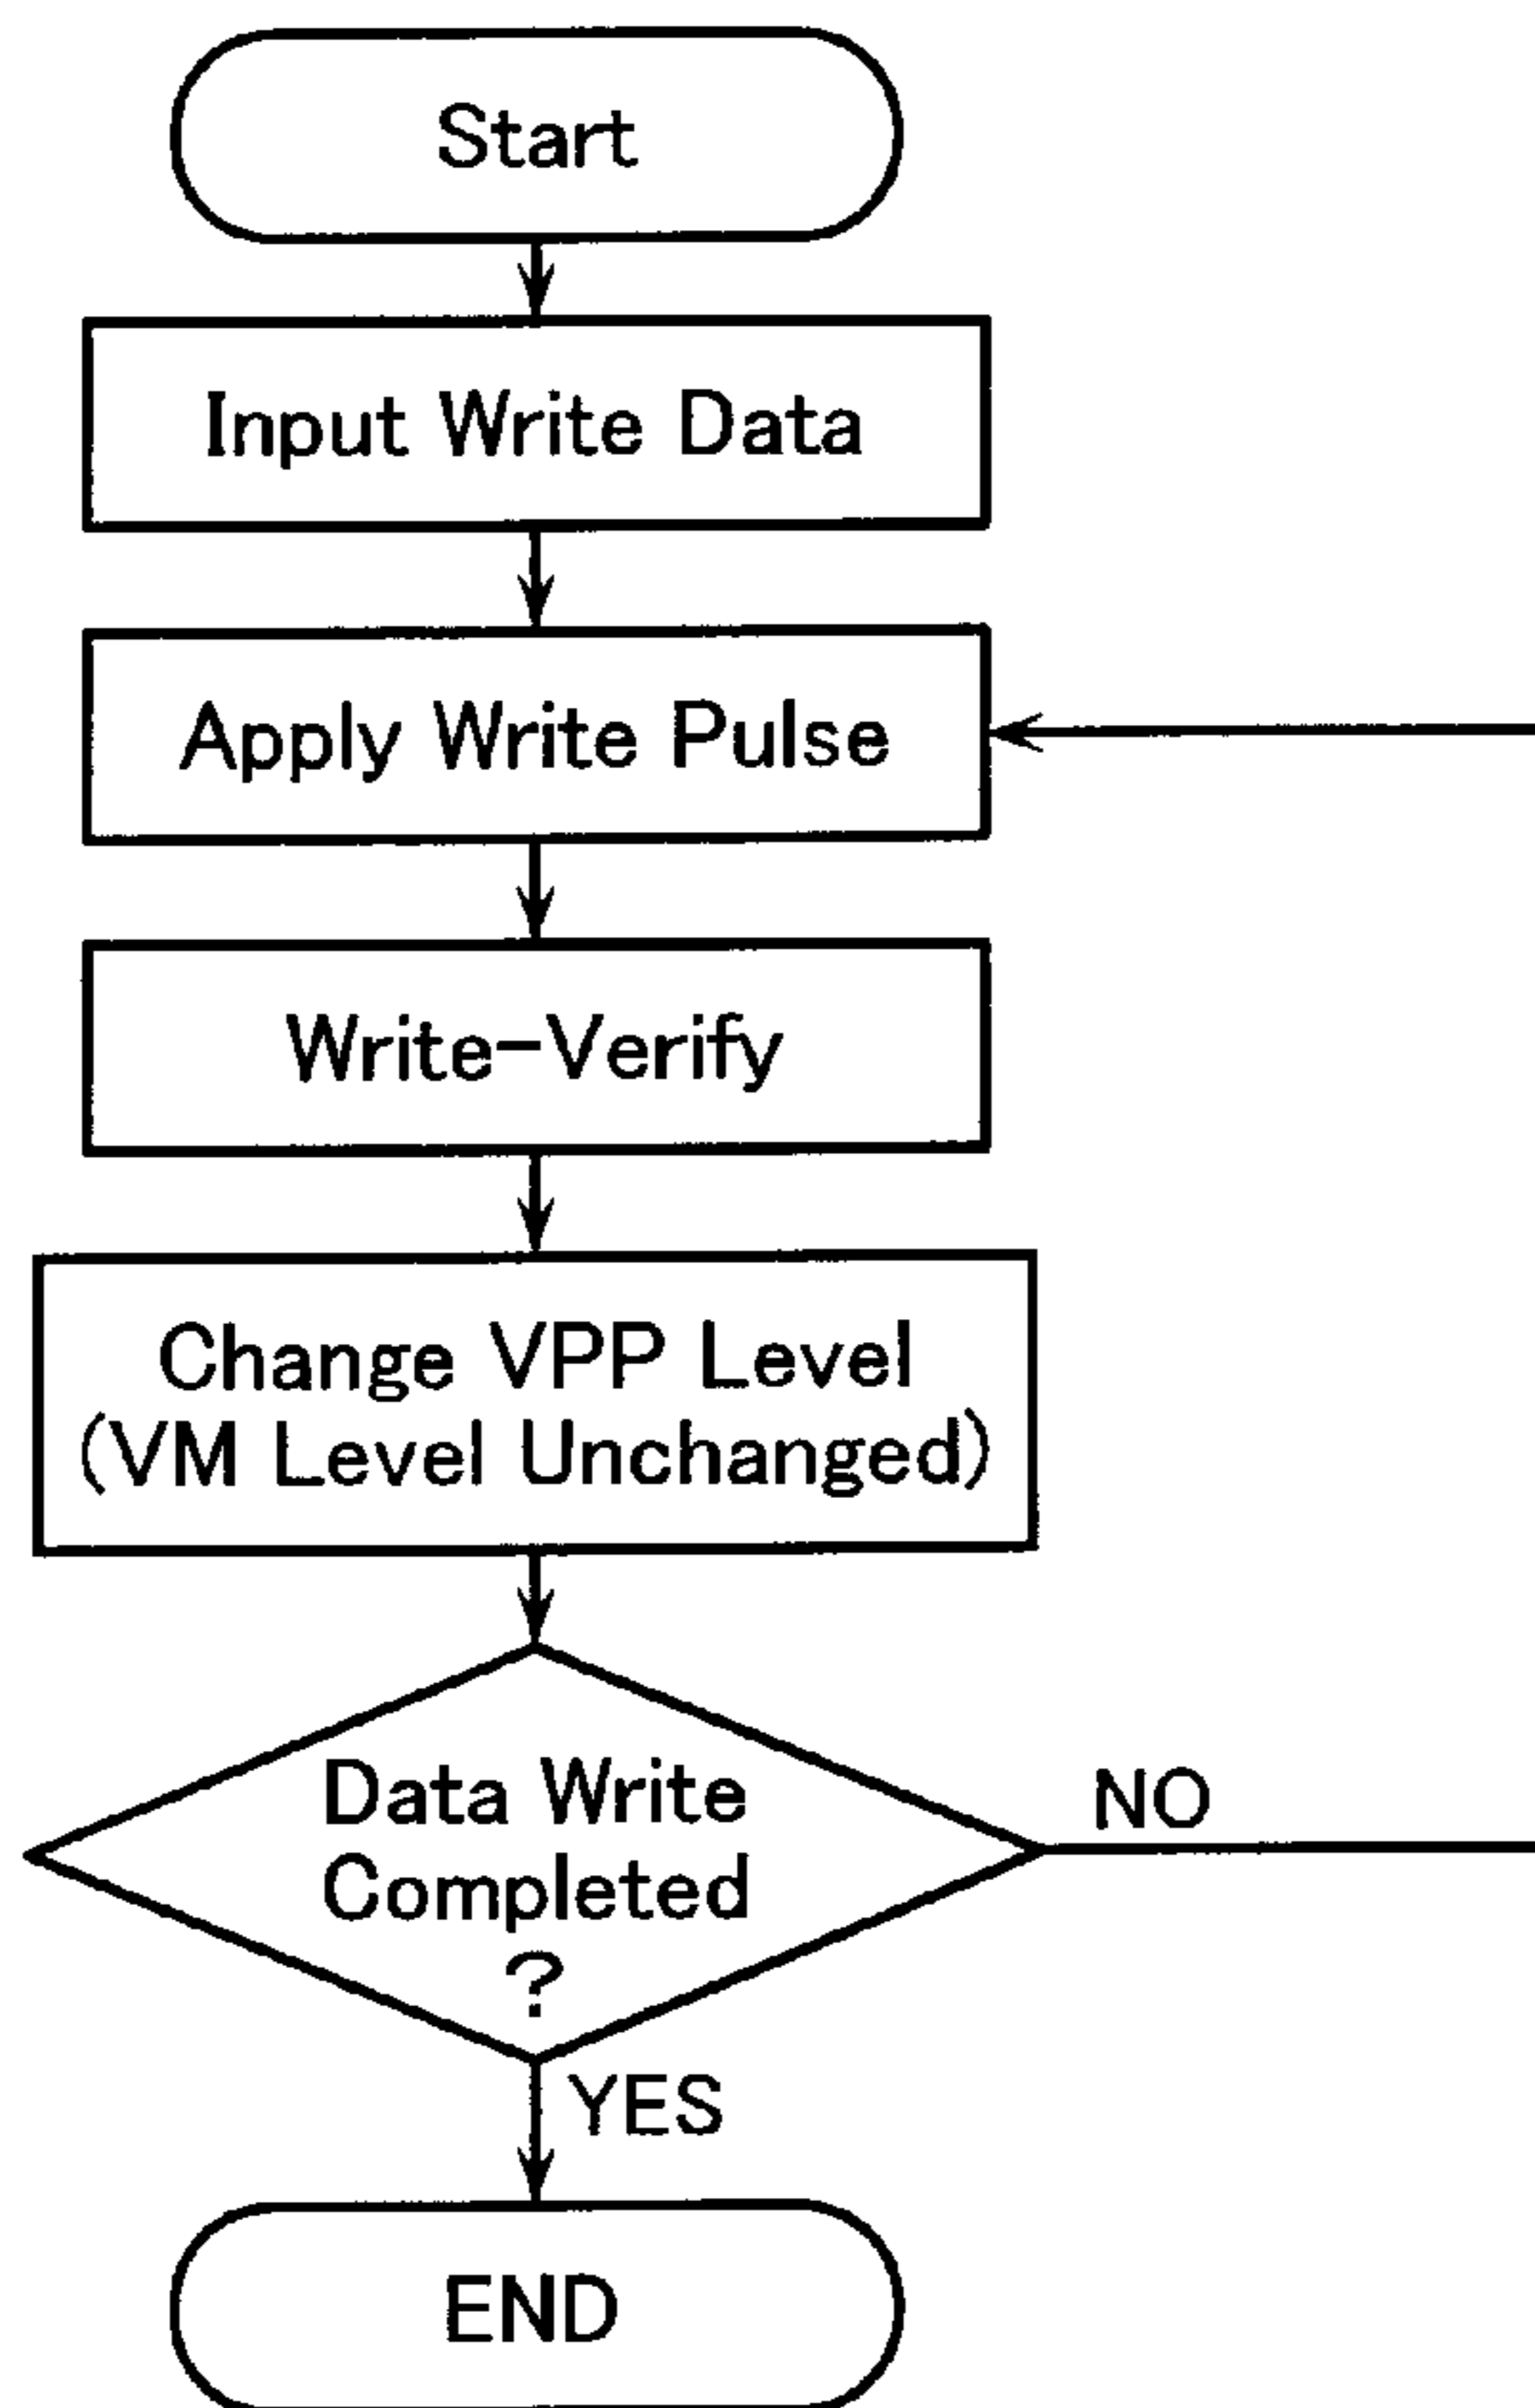 Start
Input Write Data
Apply Write Pulse
Write-Verify
Change VPP Level
(VM Level Unchanged)
Data Write
Completed
?
NO
YES
END